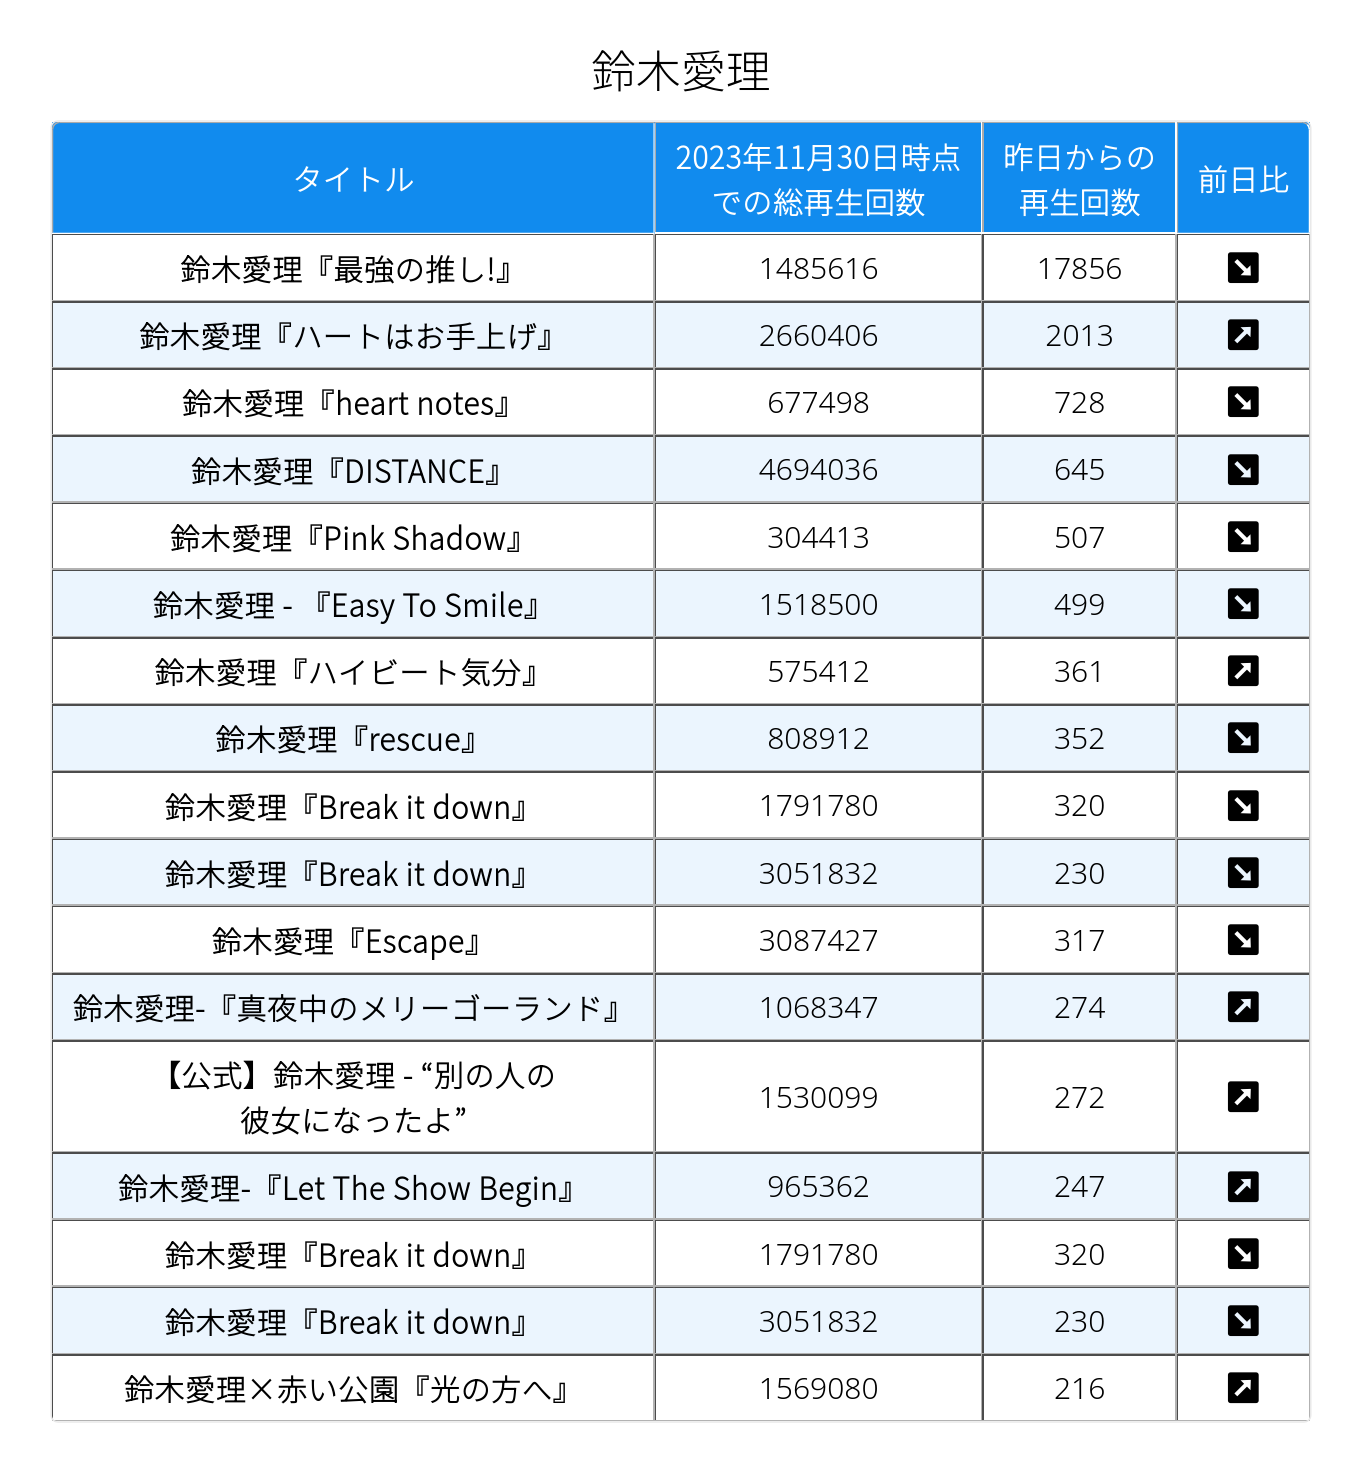 鈴木愛理
タイトル
2023年11月30日時点
での総再生回数
昨日からの
再生回数
前日比
鈴木愛理『最強の推し!』 1485616 17856
鈴木愛理『ハートはお手上げ』 2660406 2013
鈴木愛理『heart notes』 677498 728
鈴木愛理『DISTANCE』 4694036 645
鈴木愛理『Pink Shadow』 304413 507
鈴木愛理 - 『Easy To Smile』 1518500 499
鈴木愛理『ハイビート気分』 575412 361
鈴木愛理『rescue』 808912 352
鈴木愛理『Break it down』 1791780 320
鈴木愛理『Break it down』 3051832 230
鈴木愛理『Escape』 3087427 317
鈴木愛理-『真夜中のメリーゴーランド』 1068347 274
【公式】鈴木愛理 - “別の人の
彼女になったよ” 1530099 272
鈴木愛理-『Let The Show Begin』 965362 247
鈴木愛理『Break it down』 1791780 320
鈴木愛理『Break it down』 3051832 230
鈴木愛理×赤い公園『光の方へ』 1569080 216